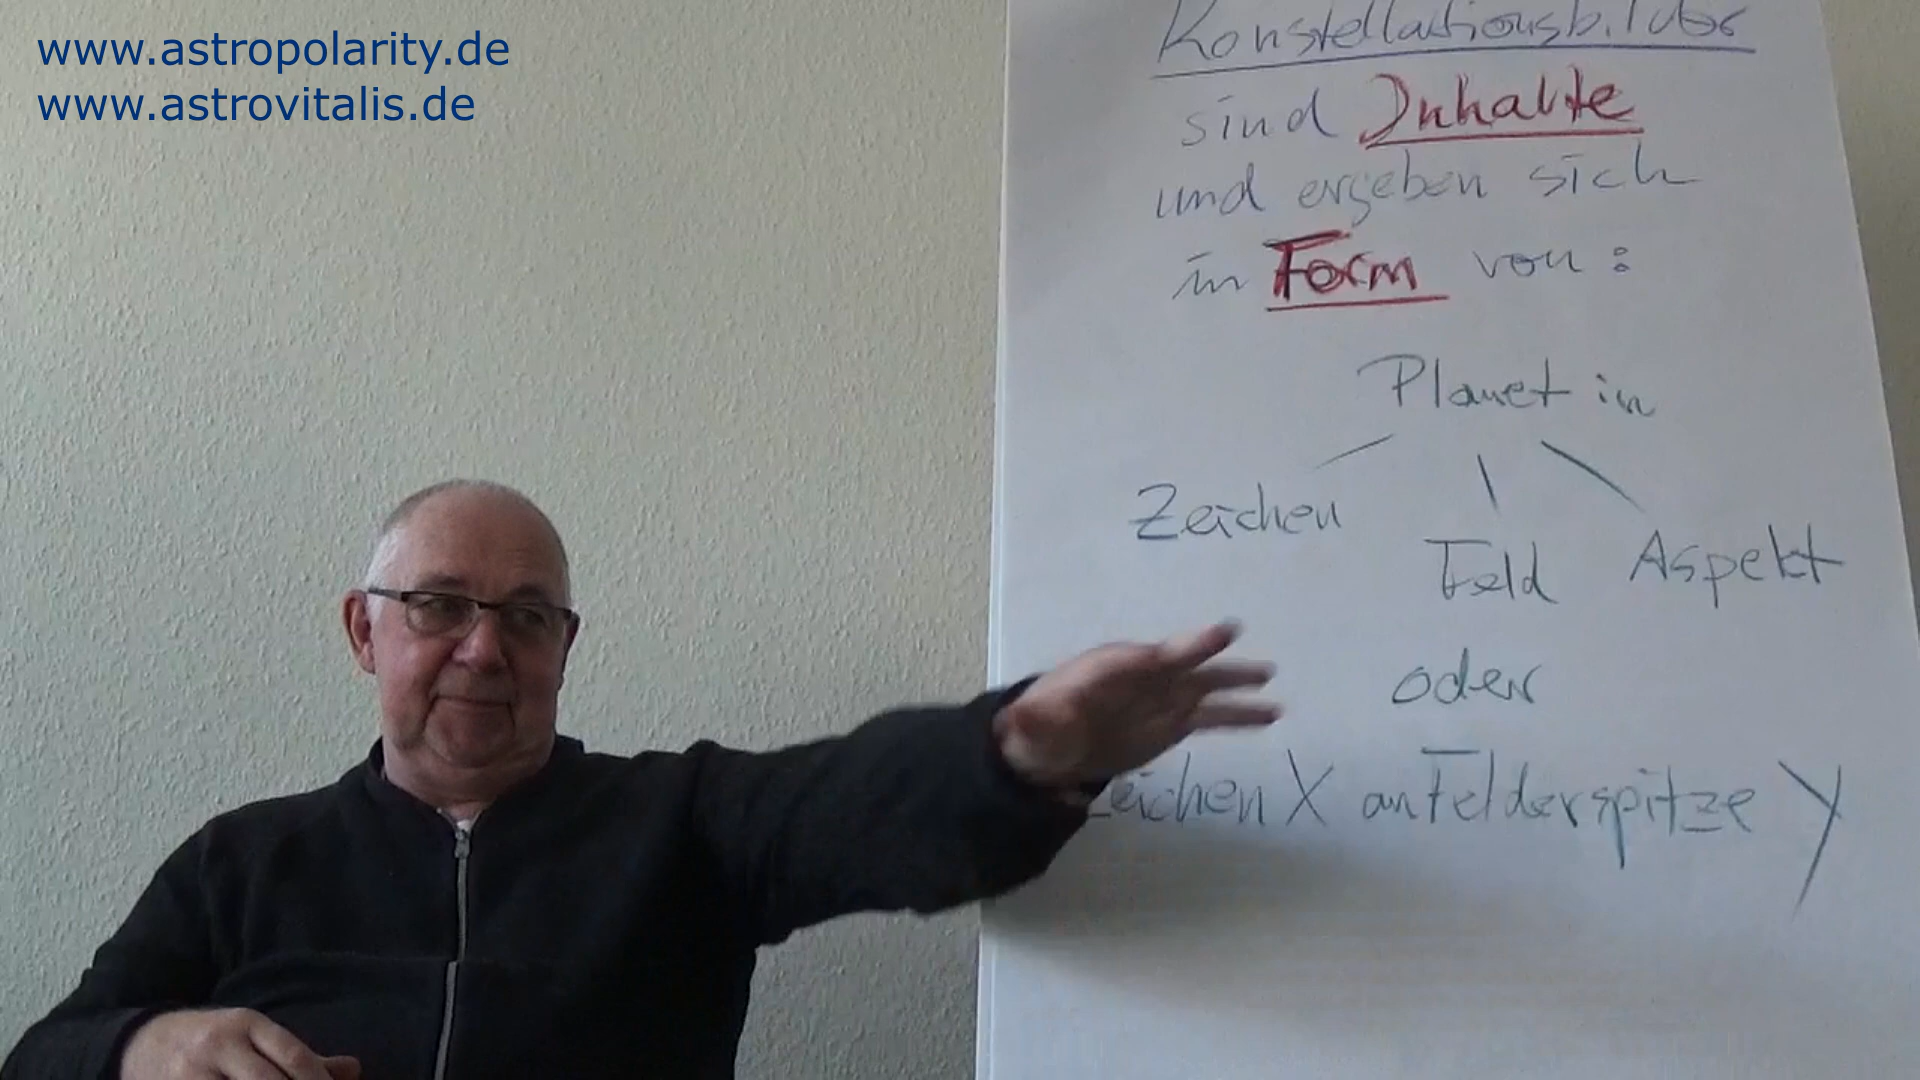 www.astropolarity.de
www.astrovitalis.de
Konstellationsbilder
sind Inhalte
und ergeben sich
in Form von:
Planet in
Zeichen Feld Aspekt
oder
Zeichen X an Felderspitze Y